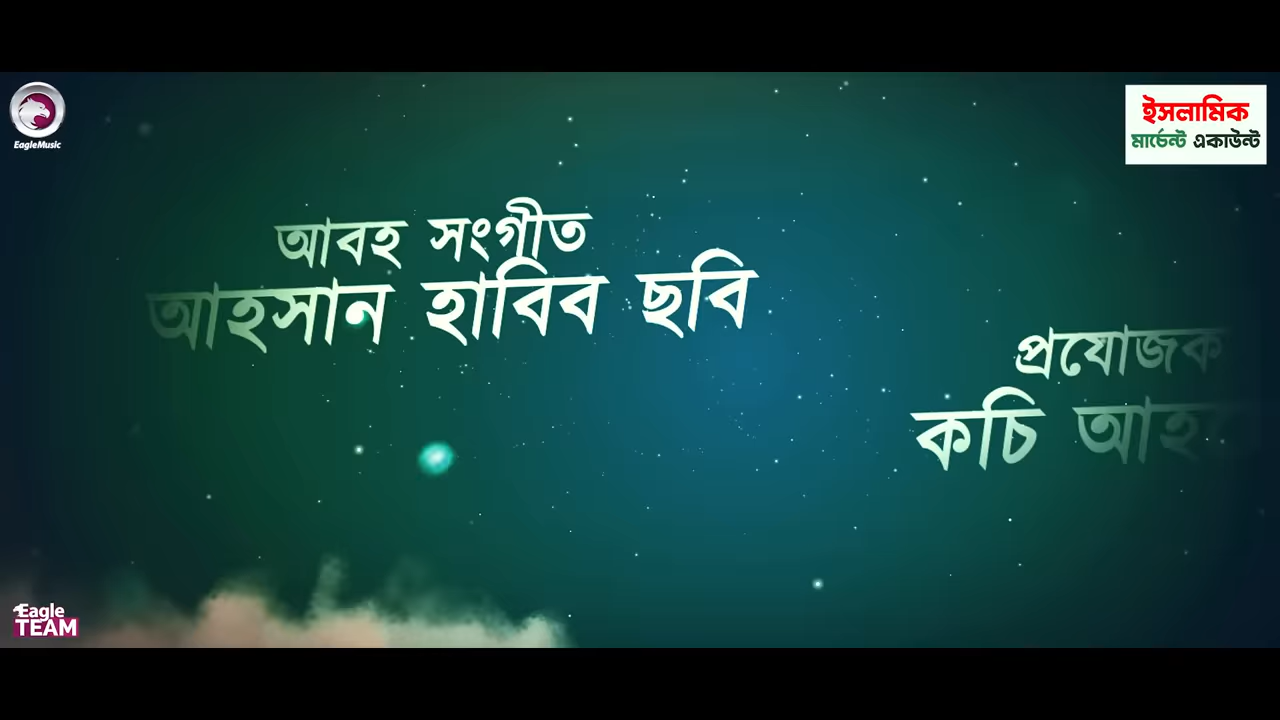 EagleMusic
ইসলামিক
মার্চেন্ট একাউন্ট
আবহ সংগীত
আহসান হাবিব ছবি
প্রযোজক
কচি
Eagle
TEAM